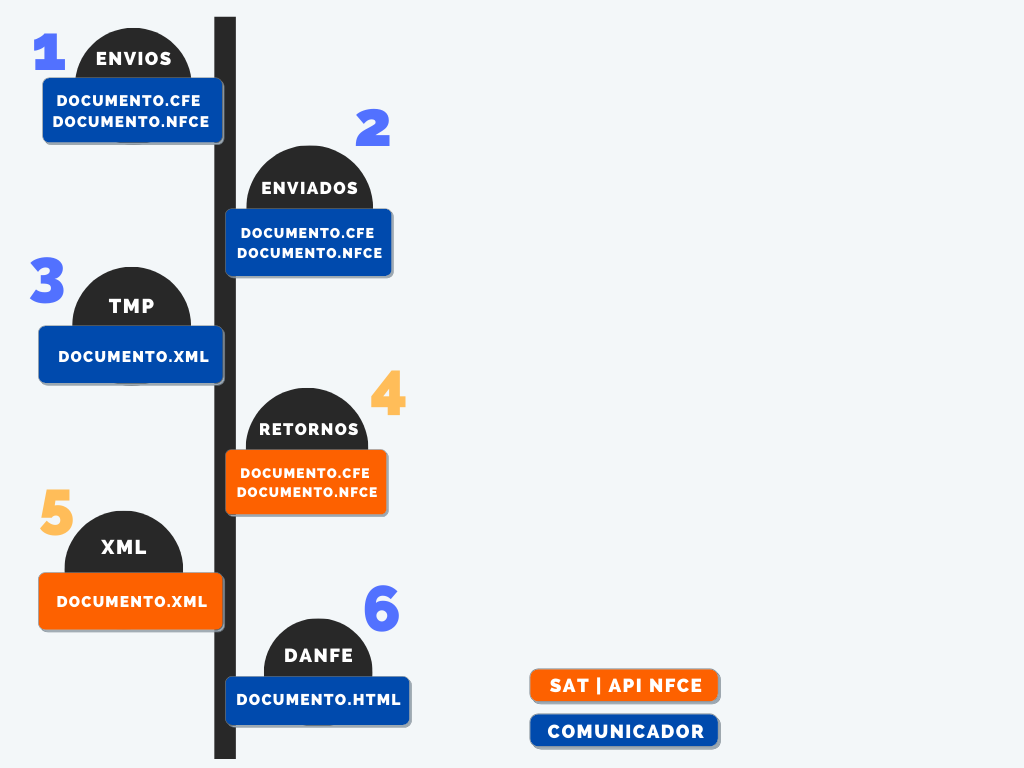 1
ENVIOS
DOCUMENTO.CFE
DOCUMENTO.NFCE
2
ENVIADOS
DOCUMENTO.CFE
DOCUMENTO.NFCE
3
TMP
DOCUMENTO.XML
4
RETORNOS
DOCUMENTO.CFE
DOCUMENTO.NFCE
5
XML
DOCUMENTO.XML
6
DANFE
DOCUMENTO.HTML
SAT | API NFCE
COMUNICADOR